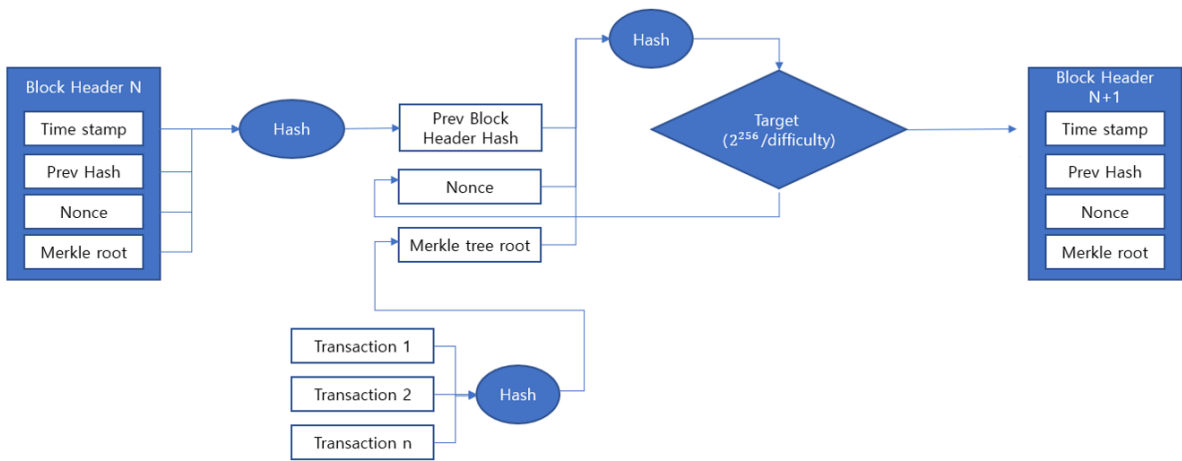 Block Header N
Time stamp
Prev Hash
Nonce
Merkle root
Hash
Prev Block
Header Hash
Nonce
Merkle tree root
Transaction 1
Transaction 2
Transaction n
Hash
Hash
Target
(2²⁵⁶/difficulty)
Block Header
N+1
Time stamp
Prev Hash
Nonce
Merkle root